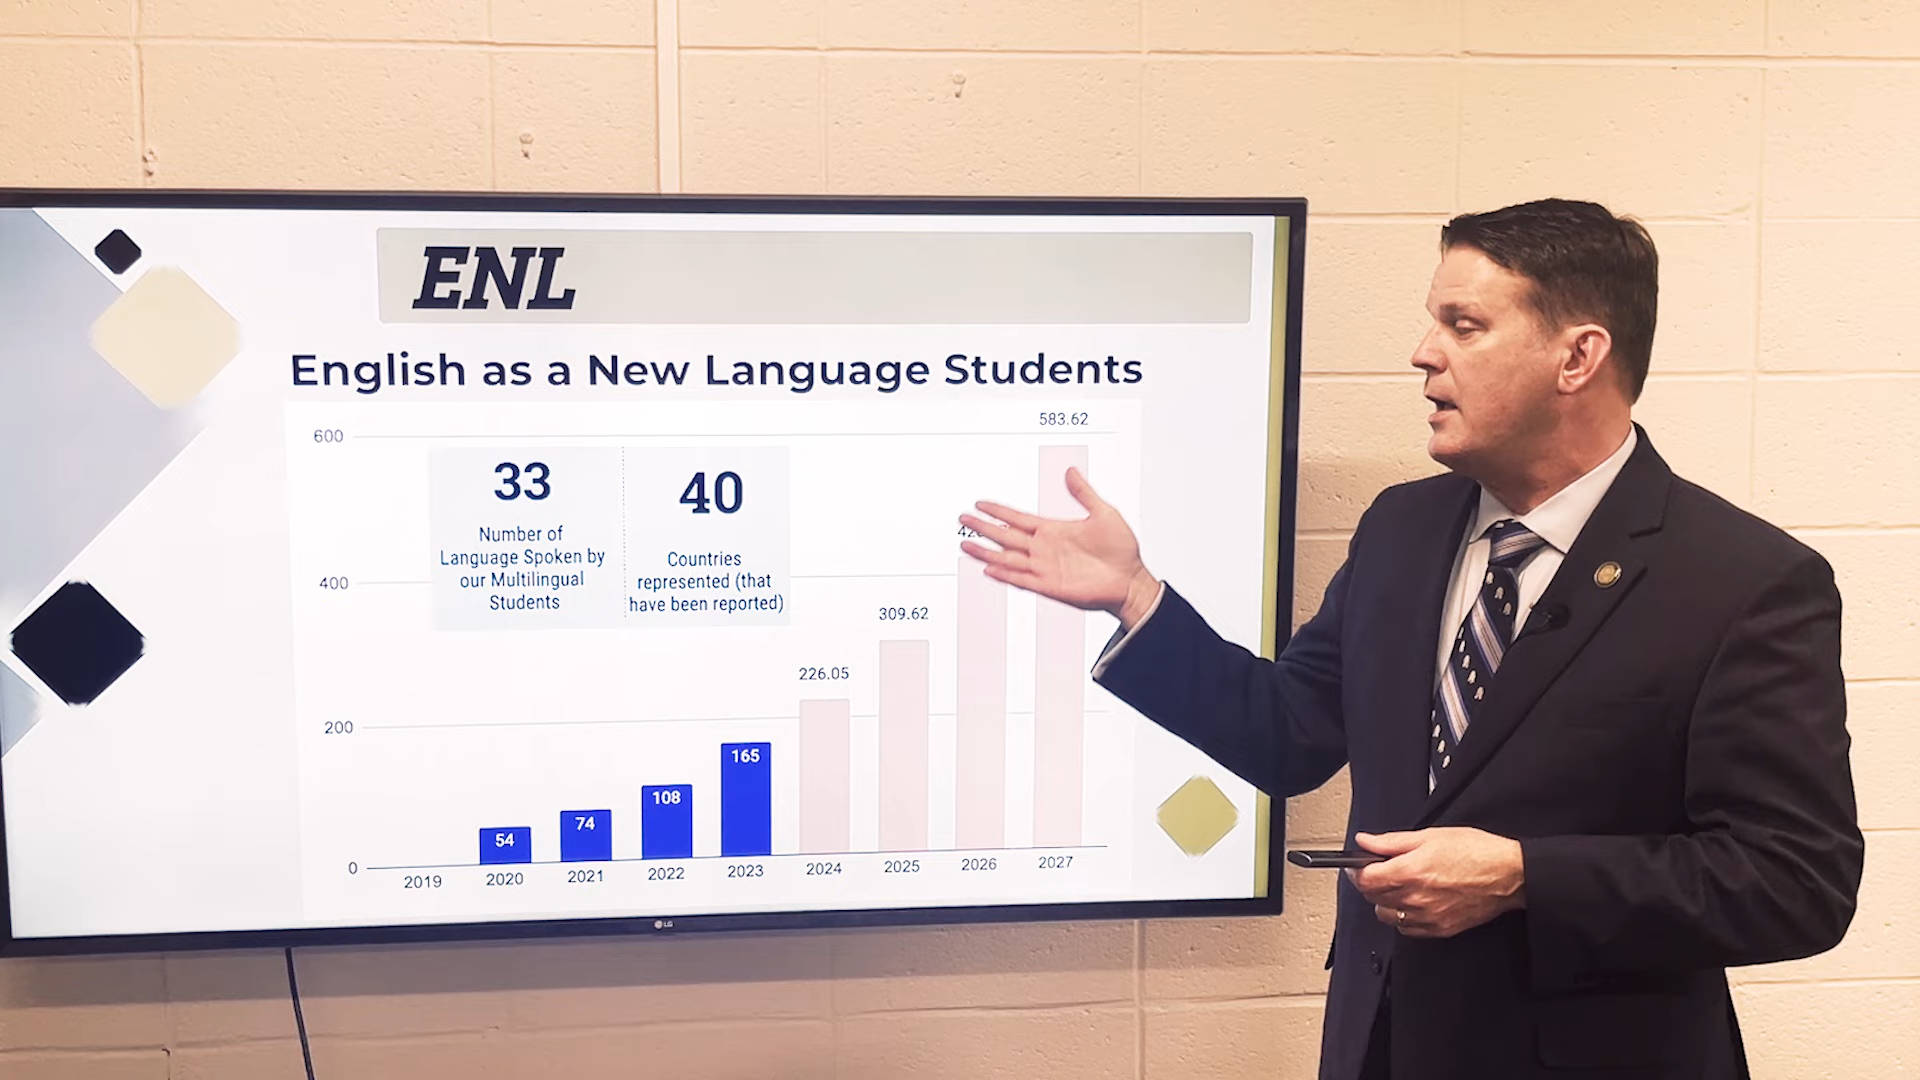 ENL
English as a New Language Students
600
400
200
0
33
Number of
Language Spoken by
our Multilingual
Students
40
Countries
represented (that
have been reported)
54
74
108
165
226.05
309.62
583.62
2019
2020
2021
2022
2023
2024
2025
2026
2027
LG